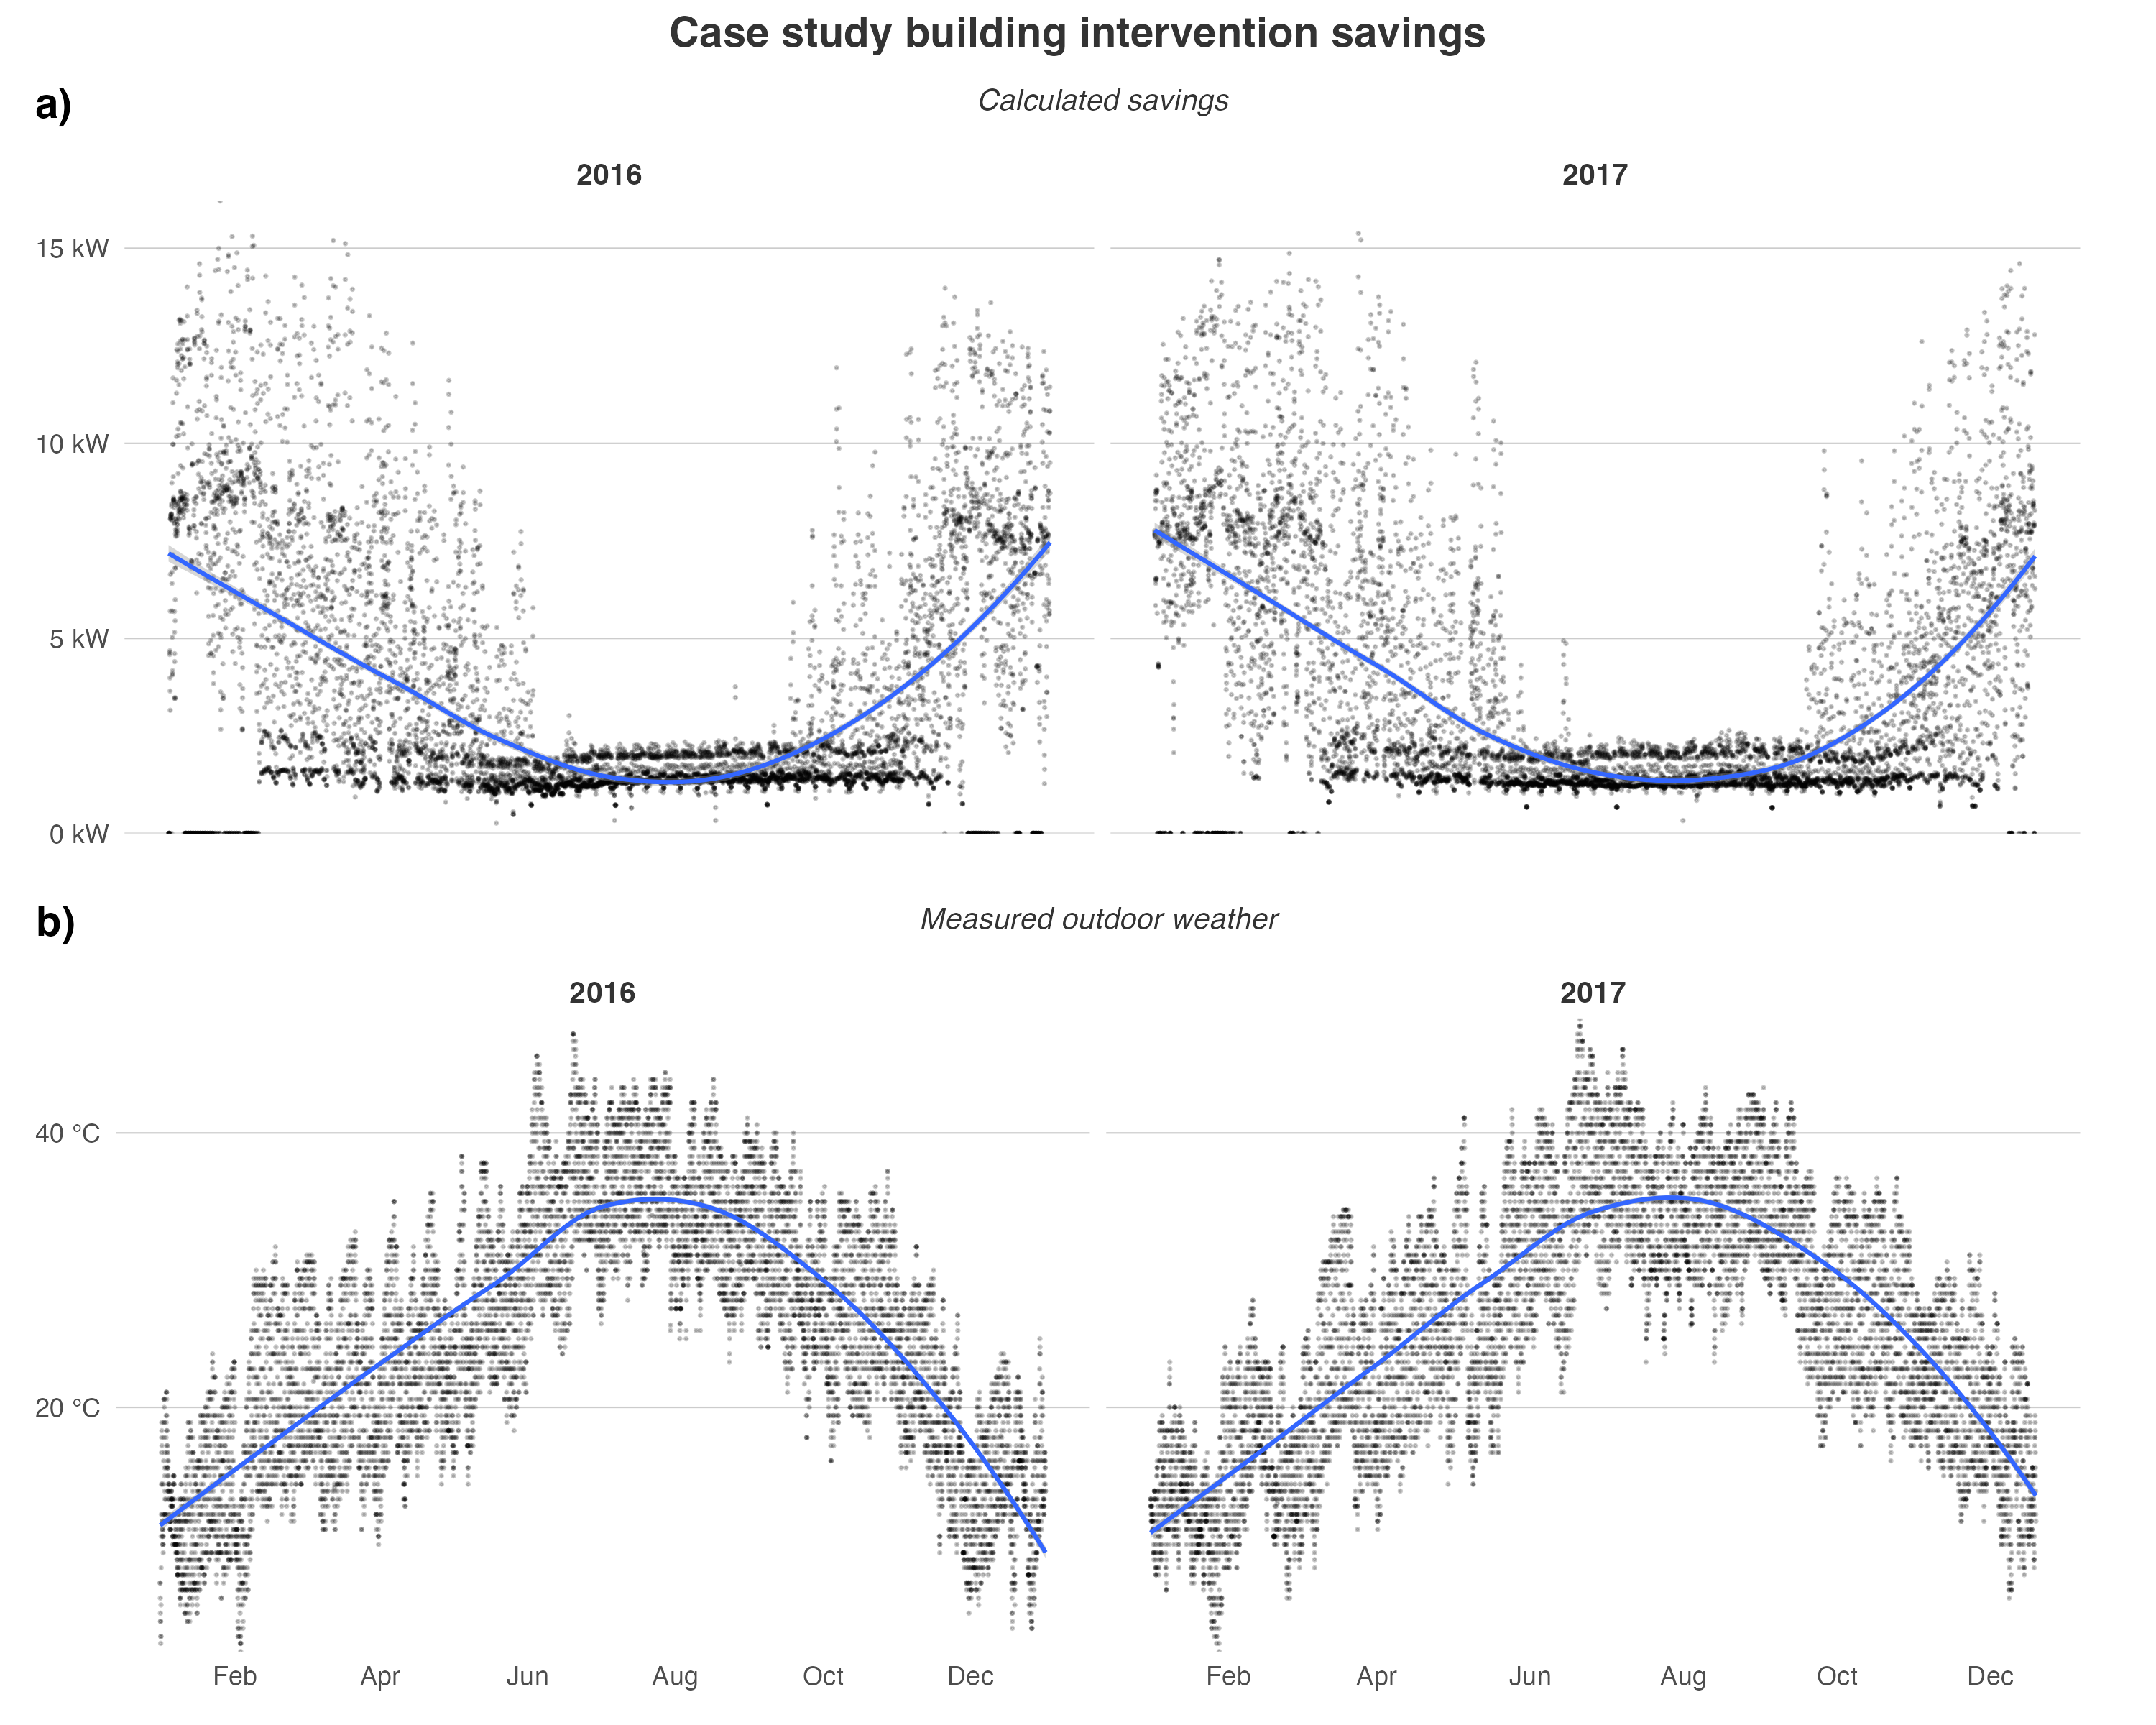 Case study building intervention savings
a)
Calculated savings
2016 2017
15 kW
10 kW
5 kW
0 kW
b)
Measured outdoor weather
2016 2017
40 °C
20 °C
Feb Apr Jun Aug Oct Dec Feb Apr Jun Aug Oct Dec